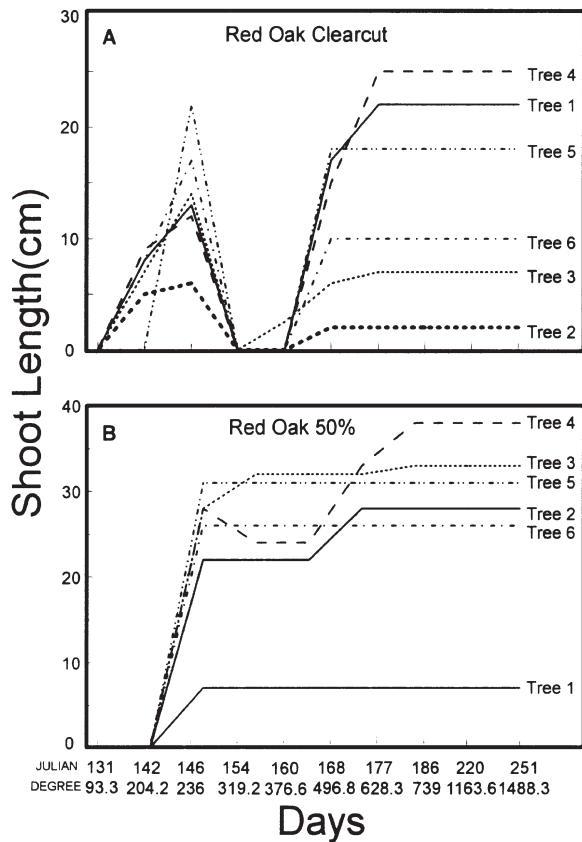 30
A
Red Oak Clearcut
Tree 4
Tree 1
20
Tree 5
Tree 6
10
Tree 3
Tree 2
0
Shoot Length(cm)
40
B
Red Oak 50%
Tree 4
Tree 3
30
Tree 5
Tree 2
Tree 6
20
10
Tree 1
0
JULIAN 131 142 146 154 160 168 177 186 220 251
DEGREE 93.3 204.2 236 319.2 376.6 496.8 628.3 739 1163.6 1488.3
Days